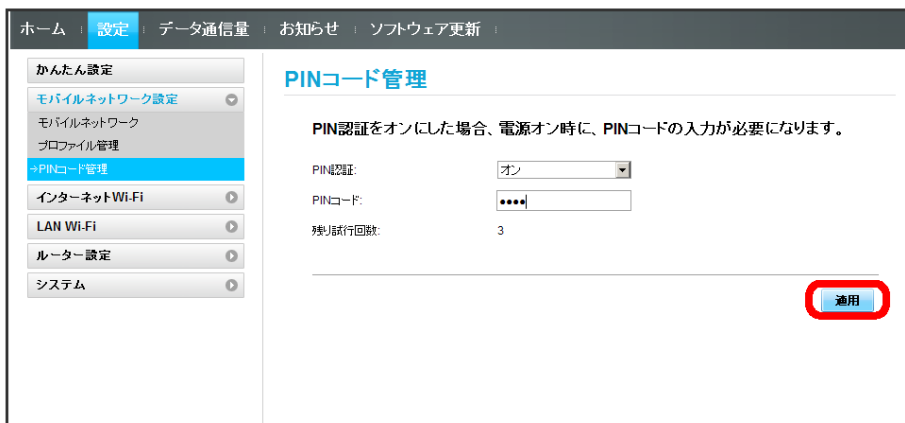 ホーム 設定 データ通信量 お知らせ ソフトウェア更新
かんたん設定
モバイルネットワーク設定
モバイルネットワーク
プロファイル管理
→PINコード管理
インターネットWi-Fi
LAN Wi-Fi
ルーター設定
システム
PINコード管理
PIN認証をオンにした場合、電源オン時に、PINコードの入力が必要になります。
PIN認証: オン
PINコード: ••••
残り試行回数: 3
適用